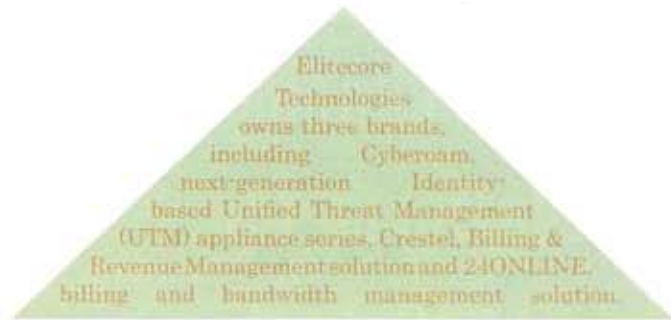 Elitecore
Technologies
owns three brands,
including Cyberoam,
next-generation Identity-
based Unified Threat Management
(UTM) appliance series, Crestel, Billing &
Revenue Management solution and 24ONLINE,
billing and bandwidth management solution.